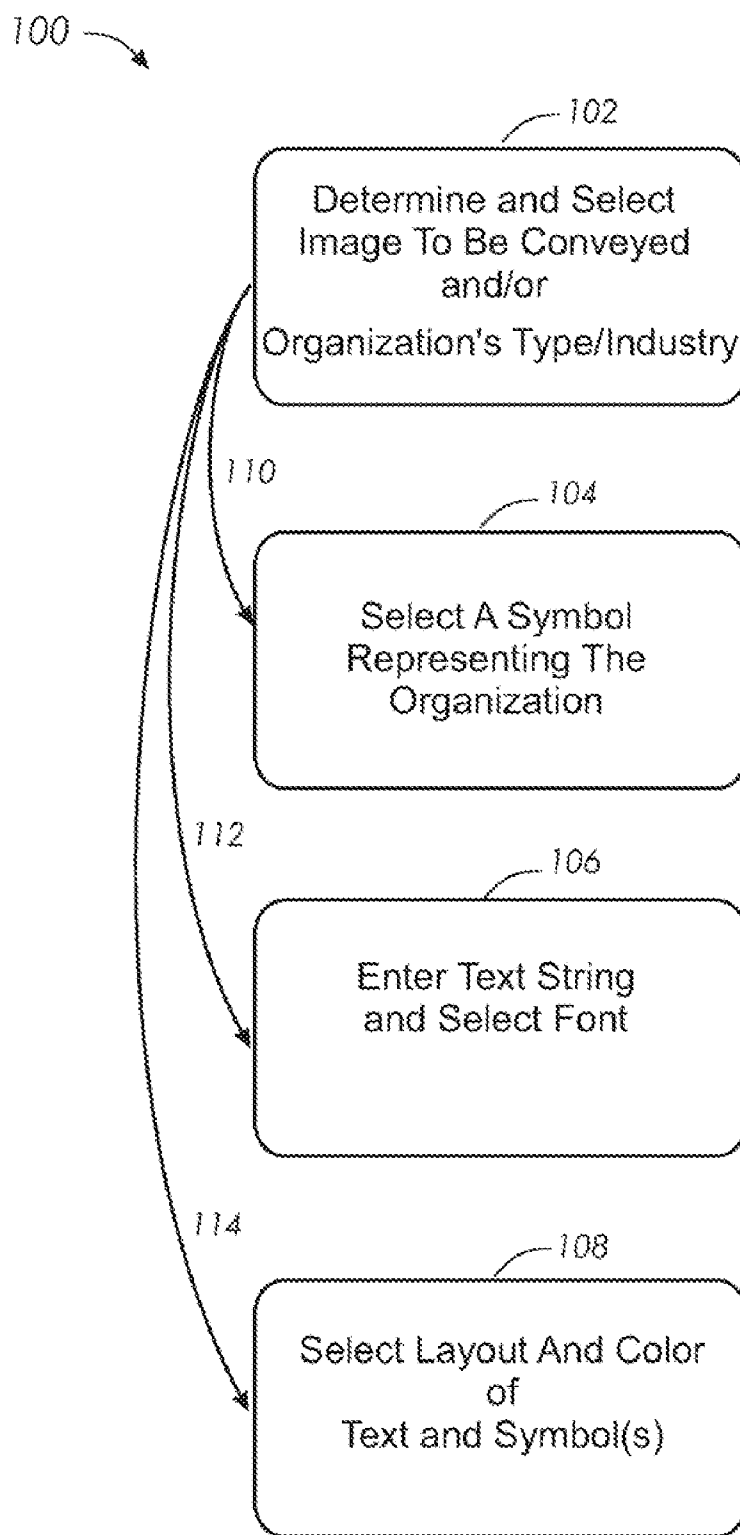 100
102
Determine and Select
Image To Be Conveyed
and/or
Organization's Type/Industry
110
104
Select A Symbol
Representing The
Organization
112
106
Enter Text String
and Select Font
114
108
Select Layout And Color
of
Text and Symbol(s)